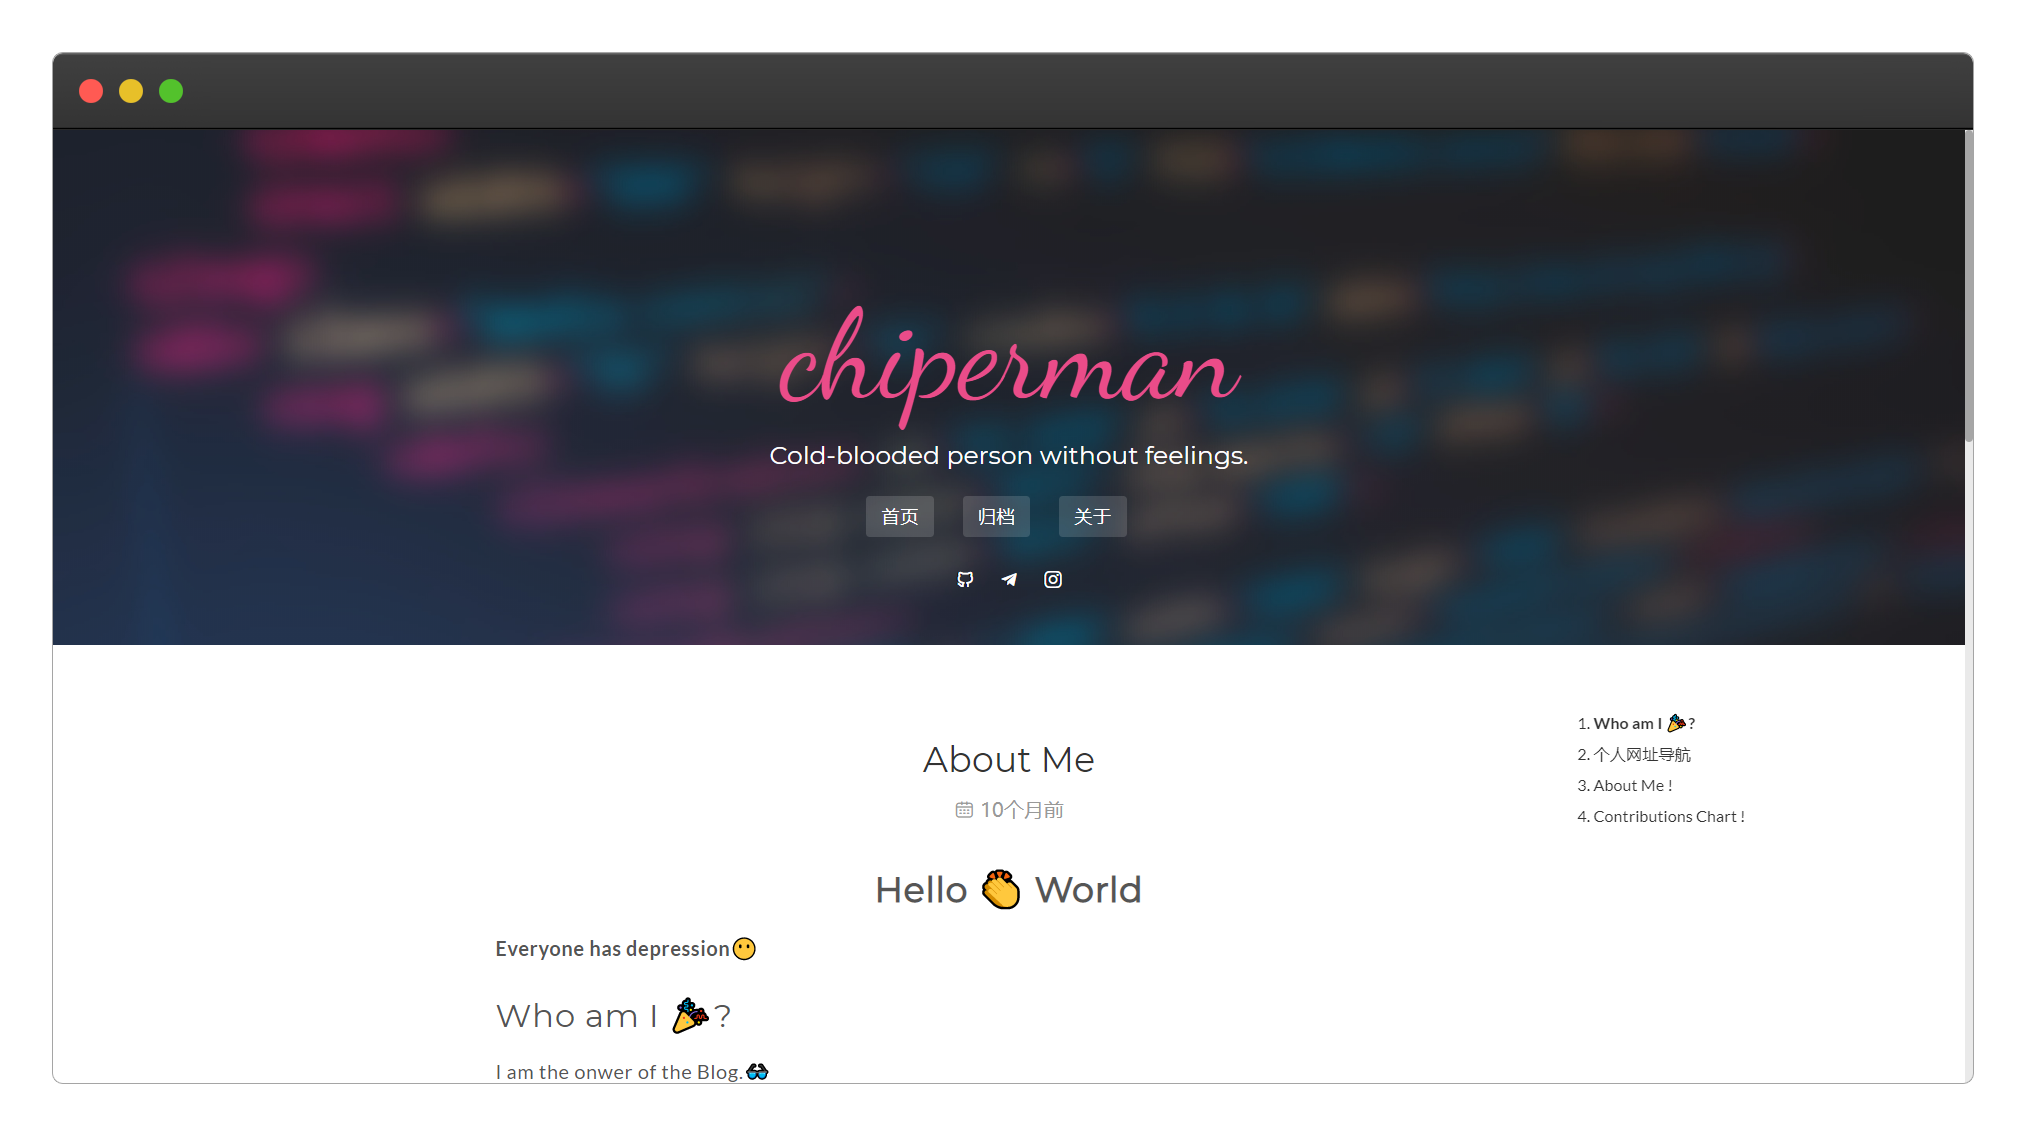 chiperman
Cold-blooded person without feelings.
首页 归档 关于
1. Who am I 🎉?
2. 个人网址导航
3. About Me !
4. Contributions Chart !
About Me
10个月前
Hello 👏 World
Everyone has depression😶
Who am I 🎉?
I am the onwer of the Blog.🕶